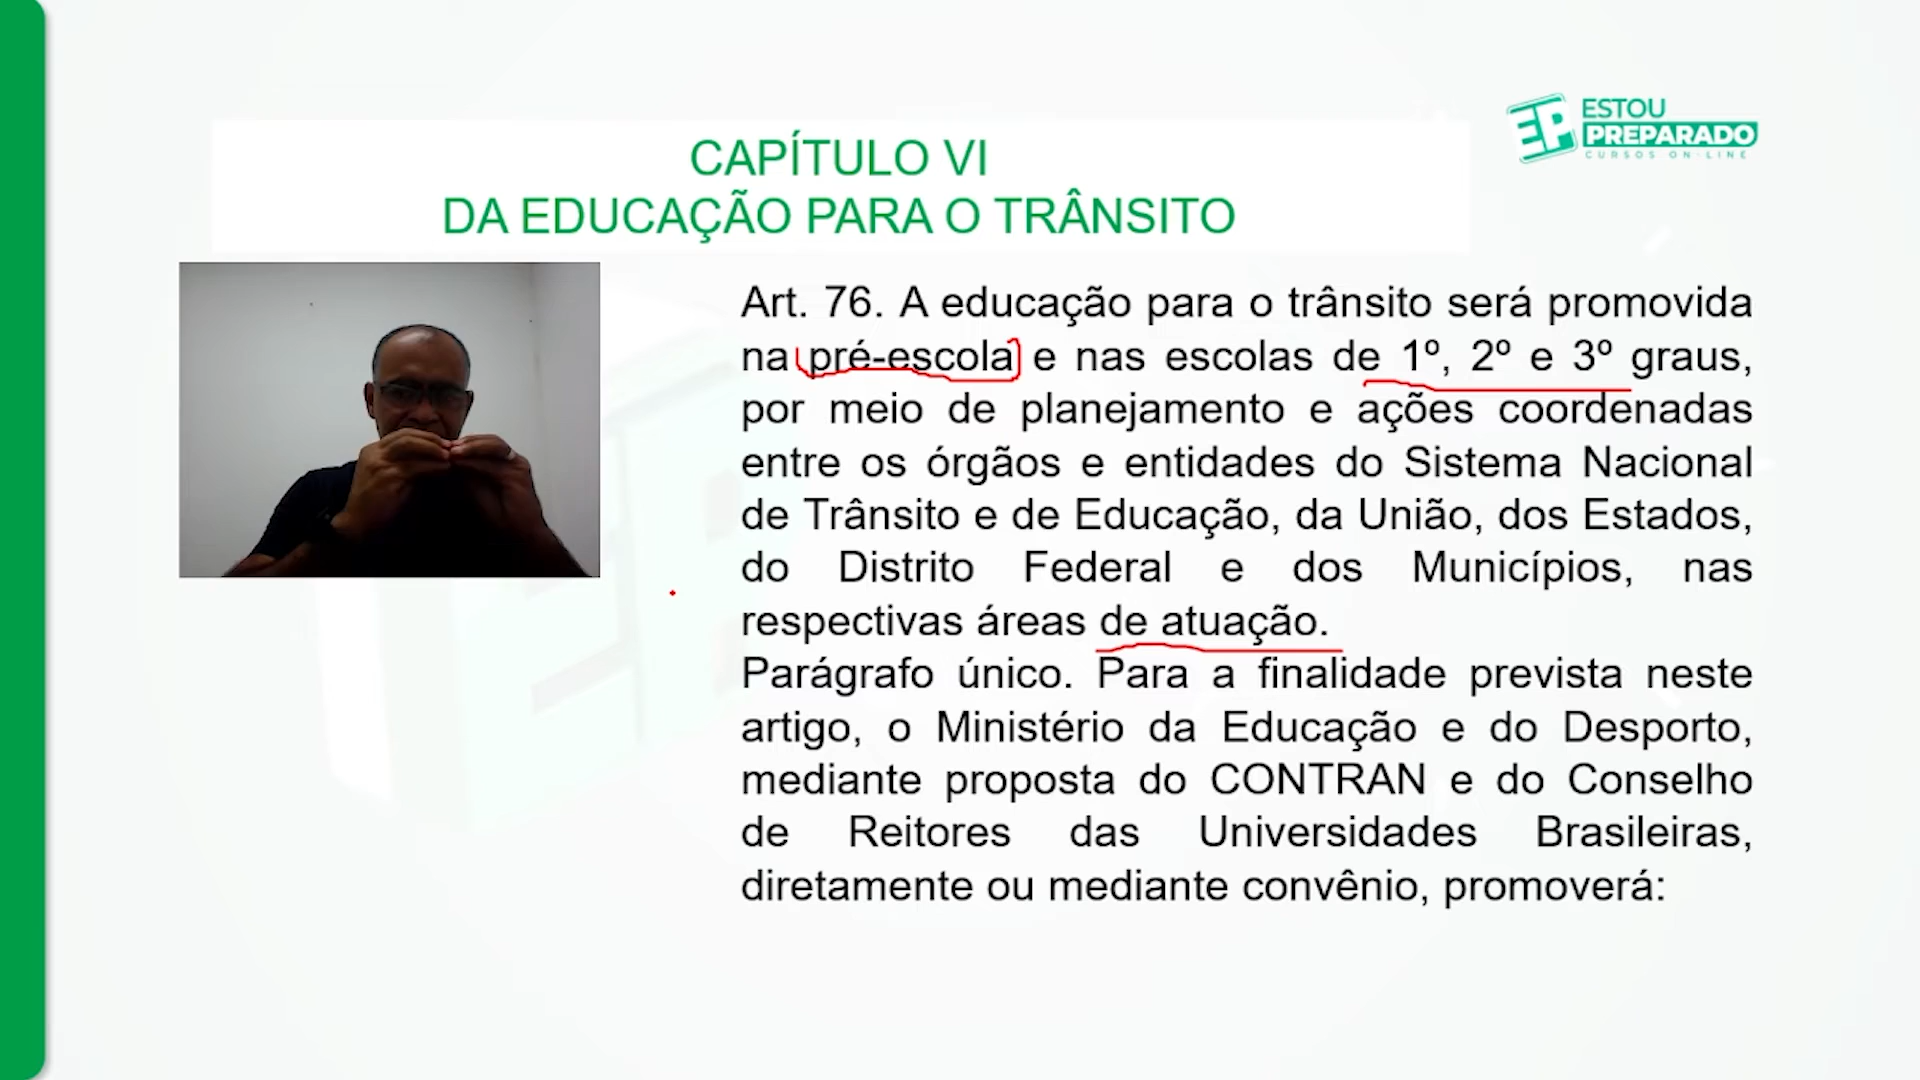 CAPÍTULO VI
DA EDUCAÇÃO PARA O TRÂNSITO
EP ESTOU
PREPARADO
CURSOS ON-LINE
Art. 76. A educação para o trânsito será promovida
na pré-escola e nas escolas de 1º, 2º e 3º graus,
por meio de planejamento e ações coordenadas
entre os órgãos e entidades do Sistema Nacional
de Trânsito e de Educação, da União, dos Estados,
do Distrito Federal e dos Municípios, nas
respectivas áreas de atuação.
Parágrafo único. Para a finalidade prevista neste
artigo, o Ministério da Educação e do Desporto,
mediante proposta do CONTRAN e do Conselho
de Reitores das Universidades Brasileiras,
diretamente ou mediante convênio, promoverá: